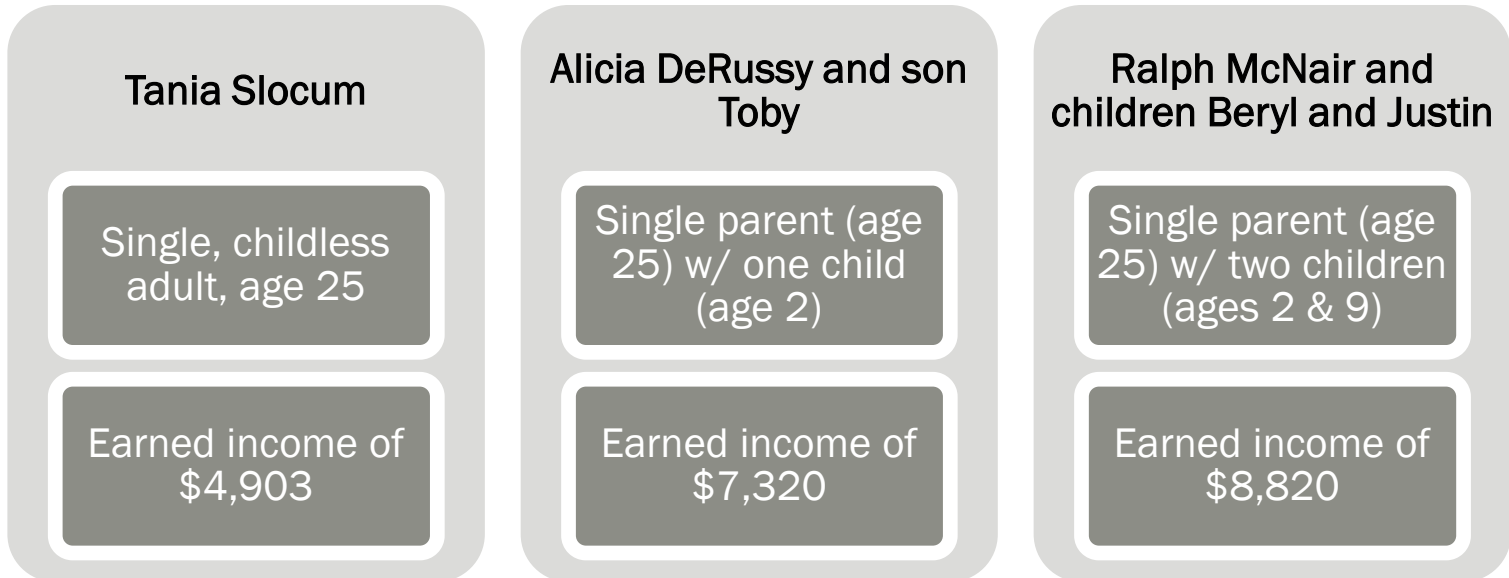 Tania Slocum
Single, childless
adult, age 25
Earned income of
$4,903
Alicia DeRussy and son
Toby
Single parent (age
25) w/ one child
(age 2)
Earned income of
$7,320
Ralph McNair and
children Beryl and Justin
Single parent (age
25) w/ two children
(ages 2 & 9)
Earned income of
$8,820